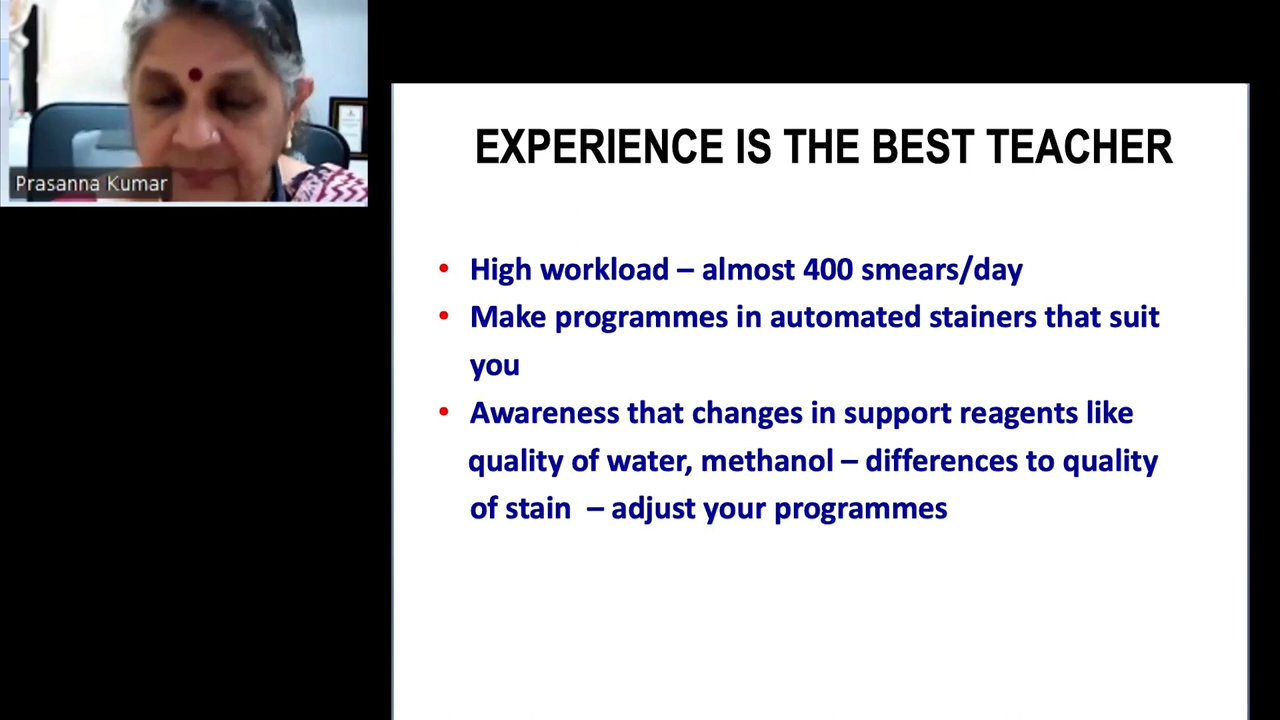 Prasanna Kumar
EXPERIENCE IS THE BEST TEACHER
• High workload – almost 400 smears/day
• Make programmes in automated stainers that suit
you
• Awareness that changes in support reagents like
quality of water, methanol – differences to quality
of stain – adjust your programmes